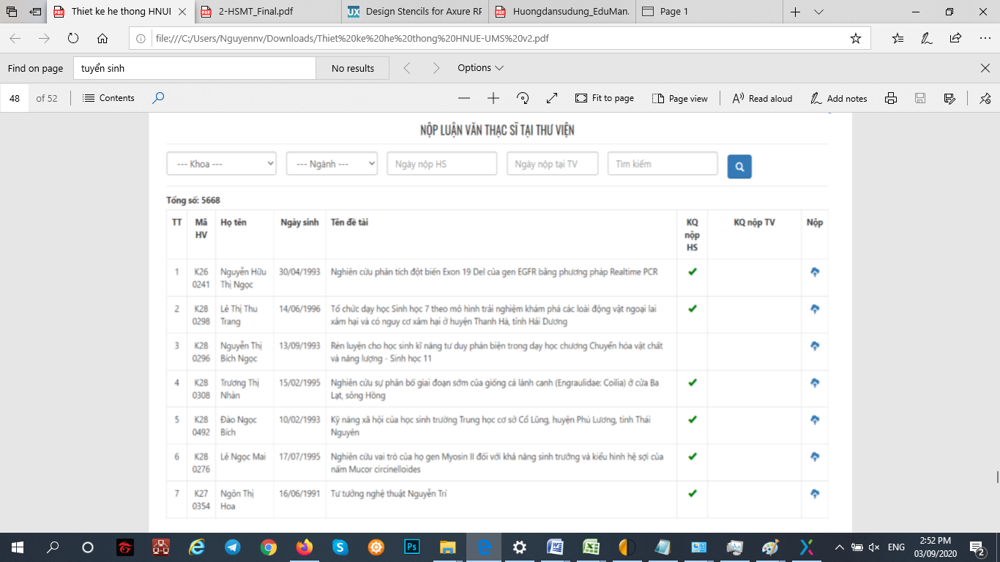 Thiet ke he thong HNUE
2-HSMT_Final.pdf
Design Stencils for Axure RP
Huongdansudung_EduMan.
Page 1
file:///C:/Users/Nguyennv/Downloads/Thiet%20ke%20he%20thong%20HNUE-UMS%20v2.pdf
Find on page
tuyển sinh
No results
Options
48 of 52
Contents
Fit to page
Page view
Read aloud
Add notes
NỘP LUẬN VĂN THẠC SĨ TẠI THƯ VIỆN
--- Khoa ---
--- Ngành ---
Ngày nộp HS
Ngày nộp tại TV
Tìm kiếm
Tổng số: 5668
TT Mã Họ tên Ngày sinh Tên đề tài KQ KQ nộp TV Nộp
HV nộp
HS
1 K26 Nguyễn Hữu 30/04/1993 Nghiên cứu phân tích đột biến Exon 19 Del của gen EGFR bằng phương pháp Realtime PCR
0241 Thị Ngọc
2 K28 Lê Thị Thu 14/06/1996 Tổ chức dạy học Sinh học 7 theo mô hình trải nghiệm khám phá các loài động vật ngoại lai
0298 Trang xâm hại và có nguy cơ xâm hại ở huyện Thanh Hà, tỉnh Hải Dương
3 K28 Nguyễn Thị 13/09/1993 Rèn luyện cho học sinh kĩ năng tư duy phản biện trong dạy học chương Chuyển hóa vật chất
0296 Bích Ngọc và năng lượng - Sinh học 11
4 K28 Trương Thị 15/02/1995 Nghiên cứu sự phân bố giai đoạn sớm của giống cá lành canh (Engraulidae: Coilia) ở cửa Ba
0308 Nhàn Lạt, sông Hồng
5 K28 Đào Ngọc 10/02/1993 Kỹ năng xã hội của học sinh trường Trung học cơ sở Cổ Lũng, huyện Phú Lương, tỉnh Thái
0492 Bích Nguyên
6 K28 Lê Ngọc Mai 17/07/1995 Nghiên cứu vai trò của họ gen Myosin II đối với khả năng sinh trưởng và kiểu hình hệ sợi của
0276 nấm Mucor circinelloides
7 K27 Ngôn Thị 16/06/1991 Tư tưởng nghệ thuật Nguyễn Trí
0354 Hoa
ENG
2:52 PM
03/09/2020
2